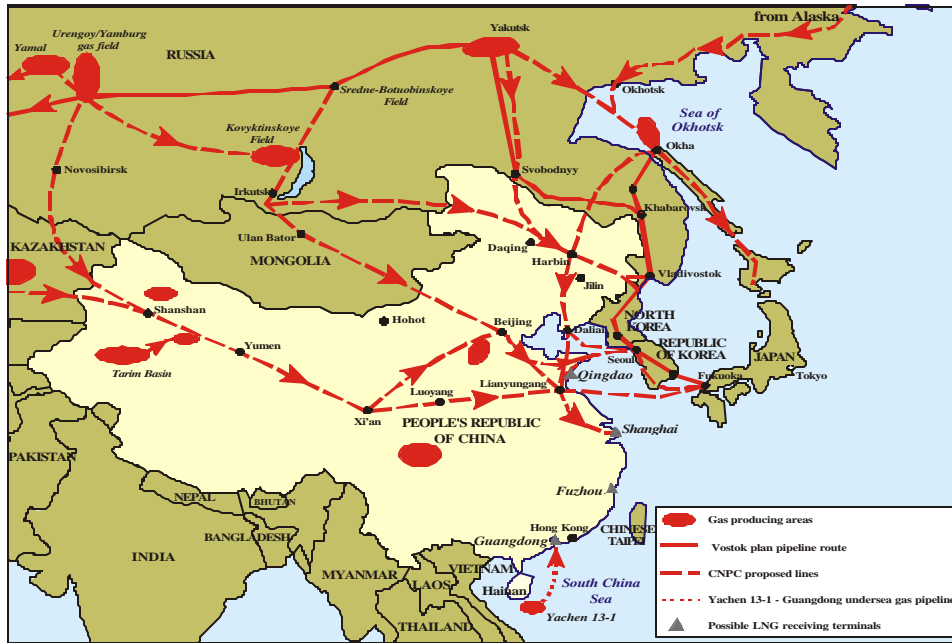 from Alaska
Urengoy/Yamburg
gas field
Yamal
Yakutsk
RUSSIA
Sredne-Botuobinskoye
Field
Okhotsk
Sea of
Okhotsk
Kovyktinskoye
Field
Okha
Novosibirsk
Svobodnyy
Irkutsk
Khabarovsk
Ulan Bator
KAZAKHSTAN
MONGOLIA
Daqing
Harbin
Vladivostok
Jilin
Shanshan
Hohot
Beijing
Dalian
NORTH
KOREA
Yumen
REPUBLIC
OF KOREA
Seoul
JAPAN
Tarim Basin
Qingdao
Fukuoka
Tokyo
Luoyang
Lianyungang
Xi'an
PEOPLE'S REPUBLIC
OF CHINA
Shanghai
PAKISTAN
Fuzhou
NEPAL
BHUTAN
BANGLADESH
Hong Kong
Guangdong
CHINESE
TAIPEI
INDIA
MYANMAR
VIETNAM
LAOS
Hainan
South China
Sea
Yachen 13-1
THAILAND
Gas producing areas
Vostok plan pipeline route
CNPC proposed lines
Yachen 13-1 - Guangdong undersea gas pipeline
Possible LNG receiving terminals